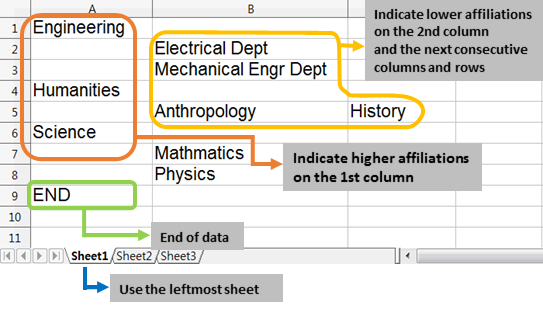 A B
1 Engineering
2 Electrical Dept
3 Mechanical Engr Dept
4 Humanities
5 Anthropology History
6 Science
7 Mathmatics
8 Physics
9 END
10
11
Indicate lower affiliations
on the 2nd column
and the next consecutive
columns and rows
Indicate higher affiliations
on the 1st column
End of data
Sheet1 Sheet2 Sheet3
Use the leftmost sheet